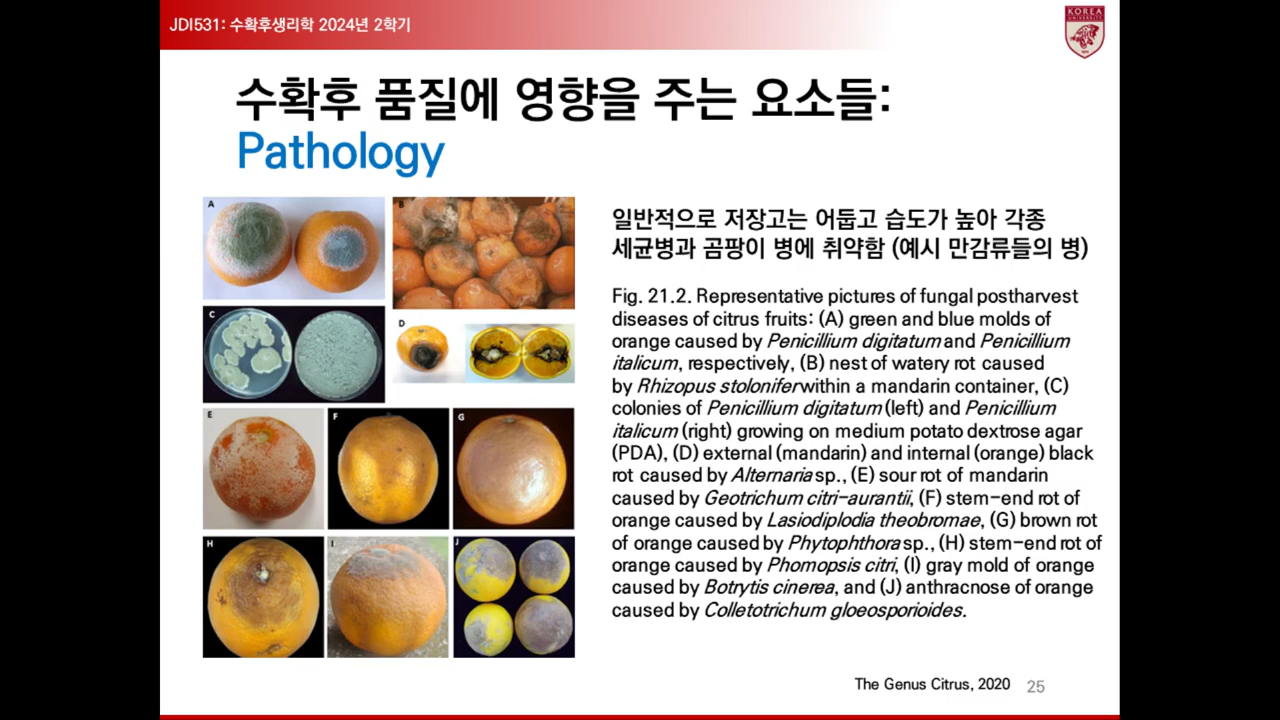 JDI531: 수확후생리학 2024년 2학기
KOREA
UNIVERSITY
수확후 품질에 영향을 주는 요소들:
Pathology
A
B
C
D
E
F
G
H
I
J
일반적으로 저장고는 어둡고 습도가 높아 각종
세균병과 곰팡이 병에 취약함 (예시 만감류들의 병)
Fig. 21.2. Representative pictures of fungal postharvest
diseases of citrus fruits: (A) green and blue molds of
orange caused by Penicillium digitatum and Penicillium
italicum, respectively, (B) nest of watery rot caused
by Rhizopus stolonifer within a mandarin container, (C)
colonies of Penicillium digitatum (left) and Penicillium
italicum (right) growing on medium potato dextrose agar
(PDA), (D) external (mandarin) and internal (orange) black
rot caused by Alternaria sp., (E) sour rot of mandarin
caused by Geotrichum citri-aurantii, (F) stem-end rot of
orange caused by Lasiodiplodia theobromae, (G) brown rot
of orange caused by Phytophthora sp., (H) stem-end rot of
orange caused by Phomopsis citri, (I) gray mold of orange
caused by Botrytis cinerea, and (J) anthracnose of orange
caused by Colletotrichum gloeosporioides.
The Genus Citrus, 2020
25